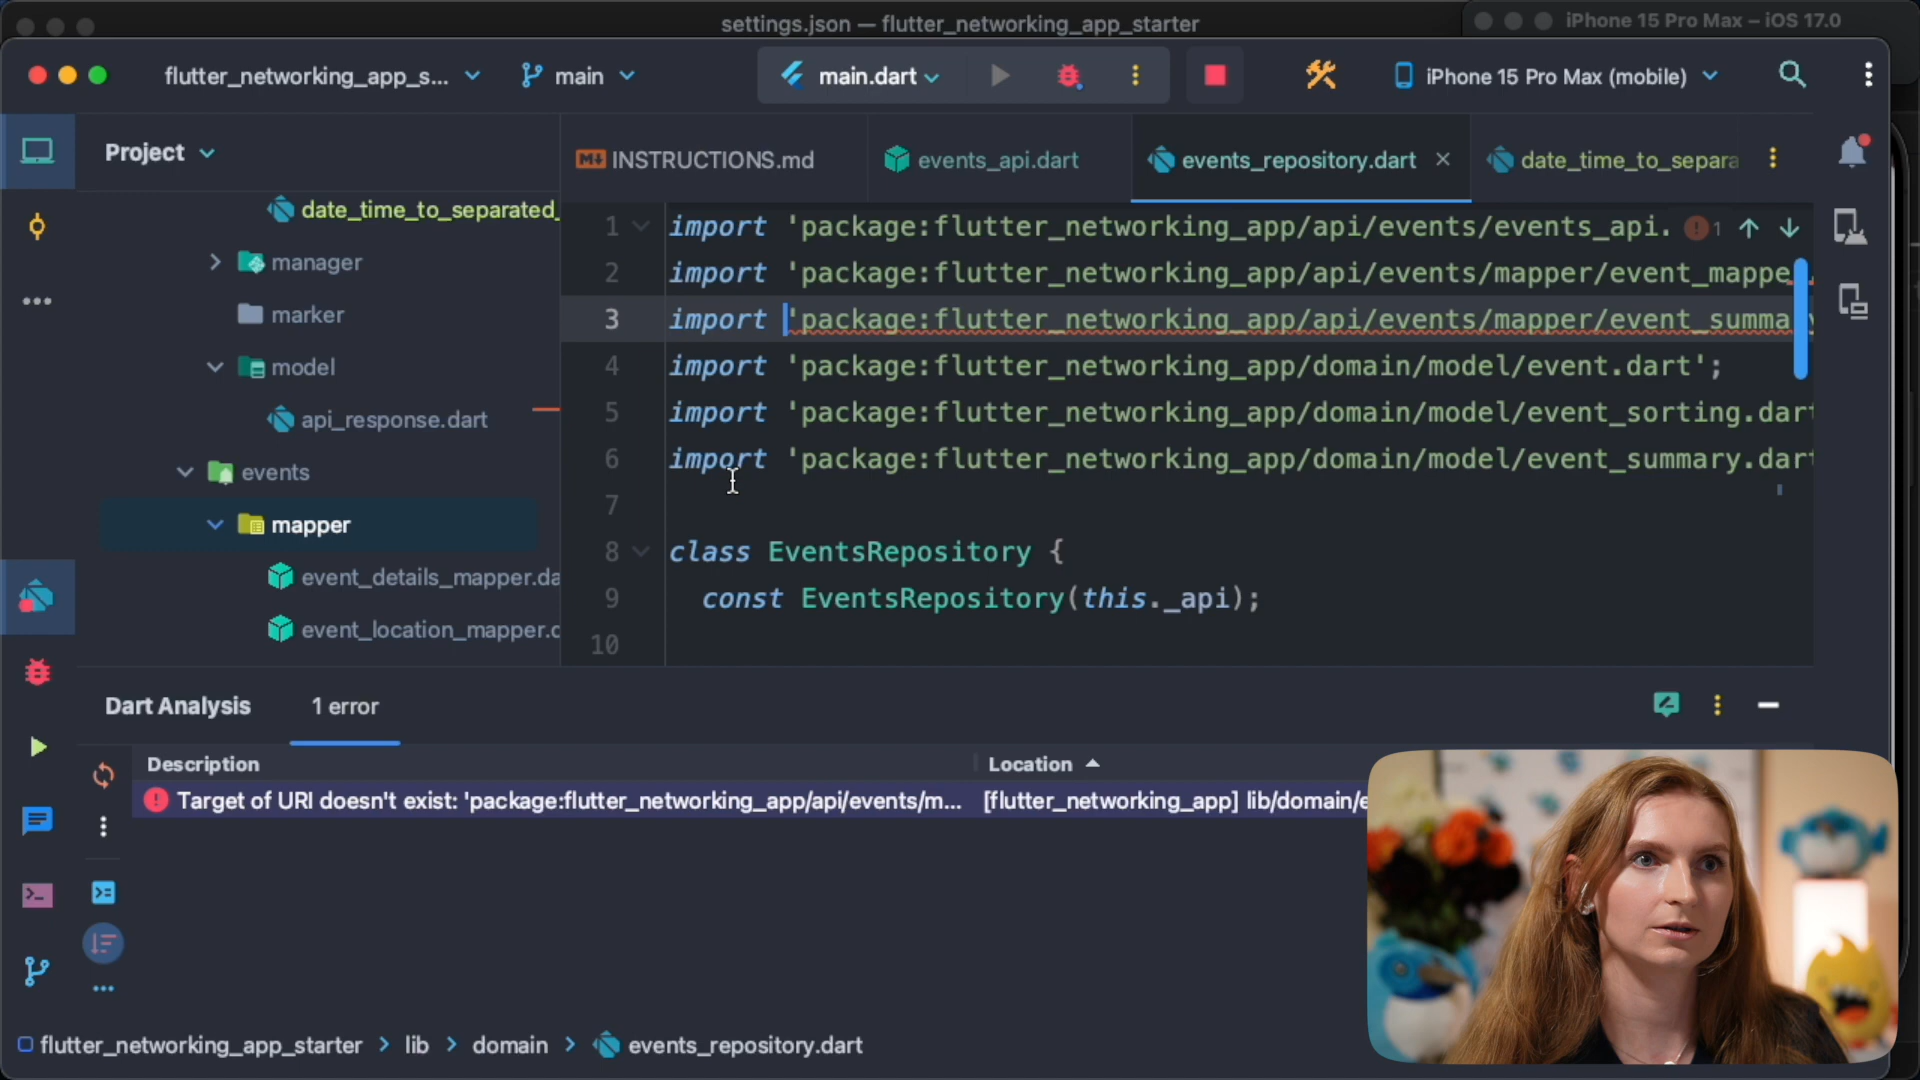 settings.json — flutter_networking_app_starter
iPhone 15 Pro Max – iOS 17.0
flutter_networking_app_s...
main
main.dart
iPhone 15 Pro Max (mobile)
Project
INSTRUCTIONS.md
events_api.dart
events_repository.dart
date_time_to_separa
date_time_to_separated_
manager
marker
model
api_response.dart
events
mapper
event_details_mapper.da
event_location_mapper.d
1 import 'package:flutter_networking_app/api/events/events_api.
1
2 import 'package:flutter_networking_app/api/events/mapper/event_mappe
3 import 'package:flutter_networking_app/api/events/mapper/event_summa
4 import 'package:flutter_networking_app/domain/model/event.dart';
5 import 'package:flutter_networking_app/domain/model/event_sorting.dart
6 import 'package:flutter_networking_app/domain/model/event_summary.dart
7
8 class EventsRepository {
9 const EventsRepository(this._api);
10
Dart Analysis
1 error
Description
Location
Target of URI doesn't exist: 'package:flutter_networking_app/api/events/m...
[flutter_networking_app] lib/domain/e
flutter_networking_app_starter > lib > domain > events_repository.dart